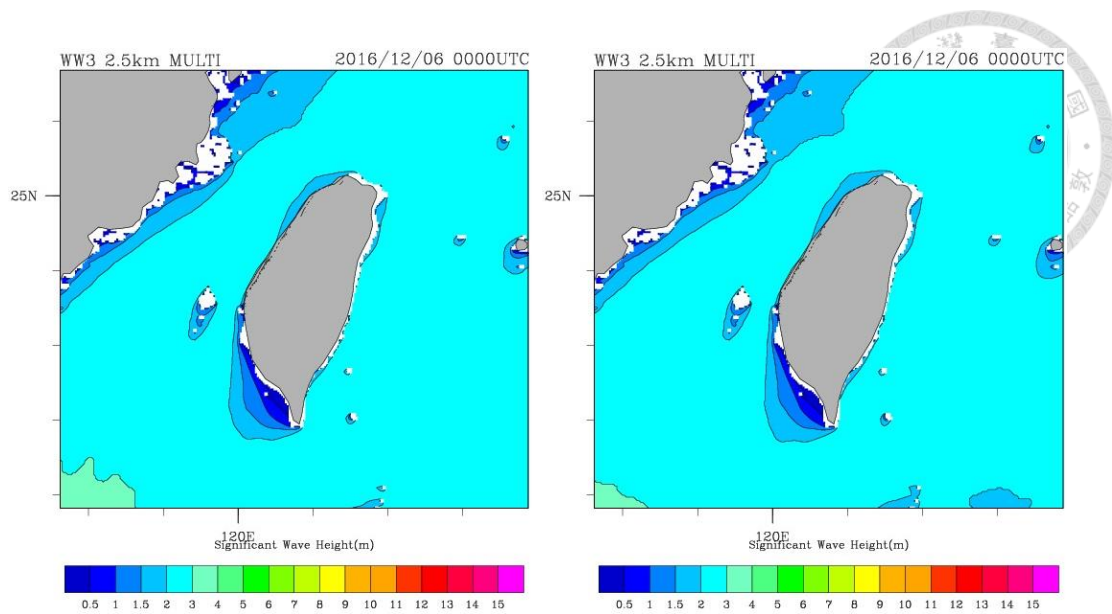 WW3 2.5km MULTI 2016/12/06 0000UTC
25N
120E
Significant Wave Height(m)
0.5 1 1.5 2 3 4 5 6 7 8 9 10 11 12 13 14 15
WW3 2.5km MULTI 2016/12/06 0000UTC
25N
120E
Significant Wave Height(m)
0.5 1 1.5 2 3 4 5 6 7 8 9 10 11 12 13 14 15
國
敦
品